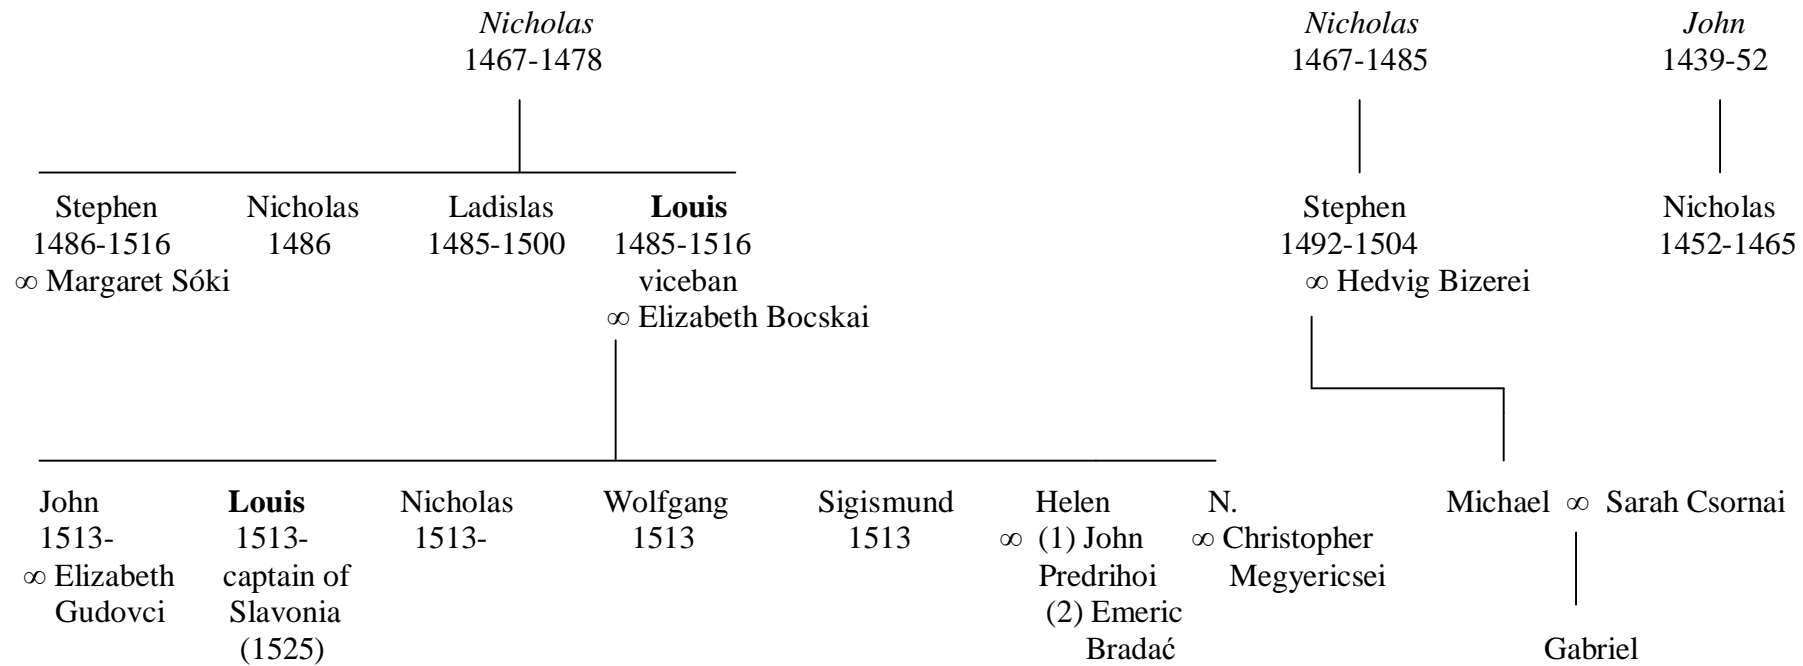 Nicholas Nicholas John
1467-1478 1467-1485 1439-52
Stephen Nicholas Ladislas Louis Stephen Nicholas
1486-1516 1486 1485-1500 1485-1516 1492-1504 1452-1465
∞ Margaret Sóki viceban ∞ Hedvig Bizerei
∞ Elizabeth Bocskai
John Louis Nicholas Wolfgang Sigismund Helen N. Michael ∞ Sarah Csornai
1513- 1513- 1513- 1513 1513 ∞ (1) John ∞ Christopher
∞ Elizabeth captain of Predrihoi Megyericsei
Gudovci Slavonia (2) Emeric
(1525) Bradać Gabriel